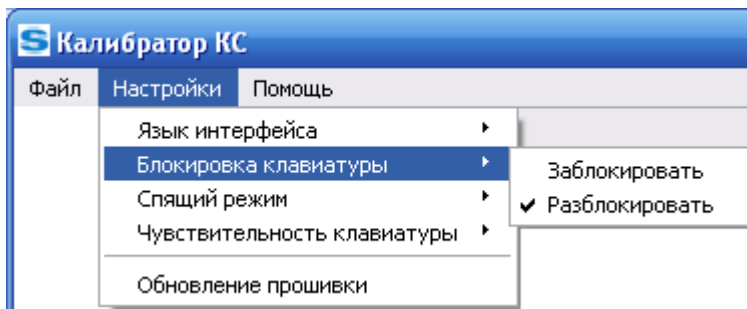 S Калибратор КС
Файл Настройки Помощь
Язык интерфейса
Блокировка клавиатуры
Заблокировать
Спящий режим
Разблокировать
Чувствительность клавиатуры
Обновление прошивки